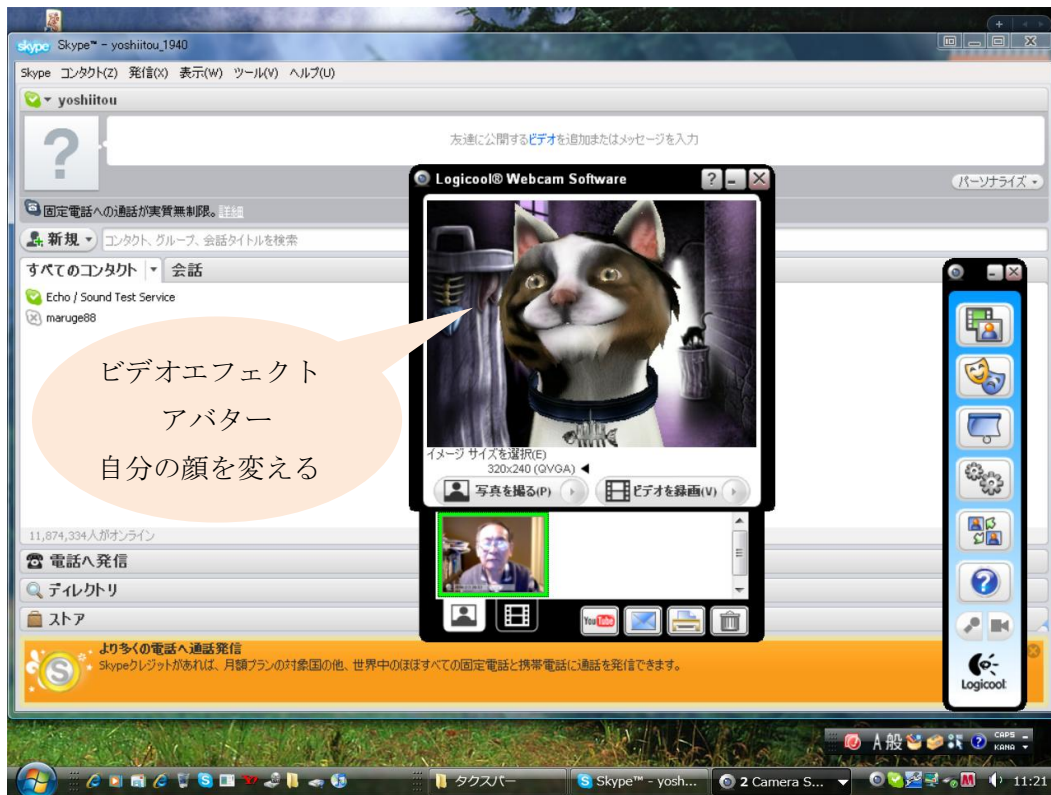 Skype™ - yoshiitou_1940
Skype コンタクト(Z) 発信(X) 表示(W) ツール(V) ヘルプ(U)
yoshiitou
?
友達に公開するビデオを追加またはメッセージを入力
パーソナライズ
固定電話への通話が実質無制限。 詳細
新規 コンタクト、グループ、会話タイトルを検索
すべてのコンタクト 会話
Echo / Sound Test Service
maruge88
ビデオエフェクト
アバター
自分の顔を変える
11,874,334人がオンライン
電話へ発信
ディレクトリ
ストア
より多くの電話へ通話発信
Skypeクレジットがあれば、月額プランの対象国の他、世界中のほぼすべての固定電話と携帯電話に通話を発信できます。
Logicool® Webcam Software
イメージ サイズを選択(E)
320x240 (QVGA)
写真を撮る(P) ビデオを録画(V)
YouTube
Logicool
A 般 CAPS
KANA
タクスバー Skype™ - yosh... 2 Camera S... 11:21